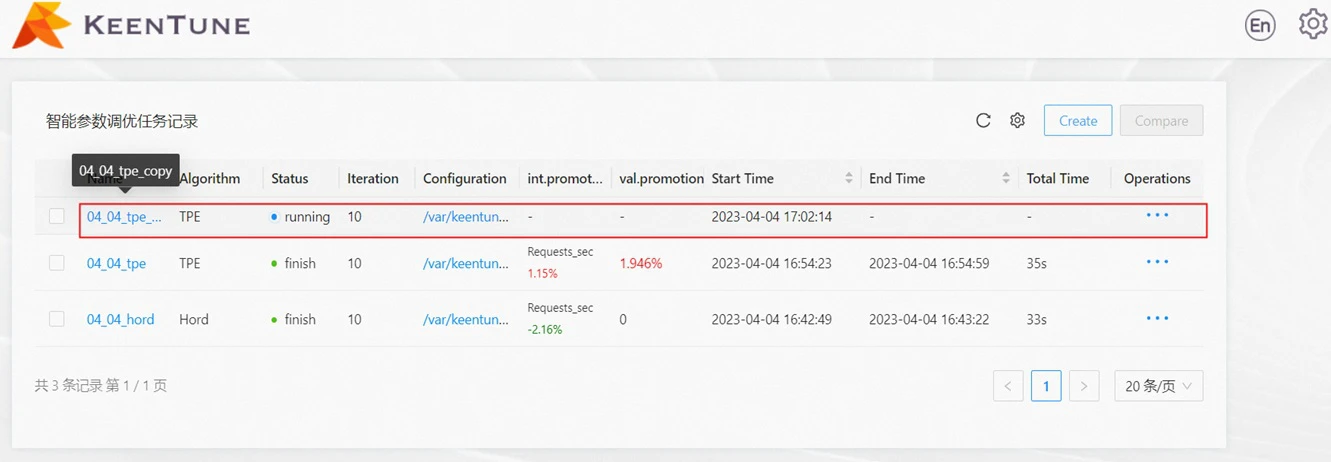 KEENTUNE En
智能参数调优任务记录 Create Compare
04_04_tpe_copy
Algorithm Status Iteration Configuration int.promot... val.promotion Start Time End Time Total Time Operations
04_04_tpe_... TPE running 10 /var/keentun... - - 2023-04-04 17:02:14 - - ...
Requests_sec
04_04_tpe TPE finish 10 /var/keentun... 1.946% 2023-04-04 16:54:23 2023-04-04 16:54:59 35s ...
1.15%
Requests_sec
04_04_hord Hord finish 10 /var/keentun... 0 2023-04-04 16:42:49 2023-04-04 16:43:22 33s ...
-2.16%
共 3 条记录 第 1 / 1 页 < 1 > 20 条/页